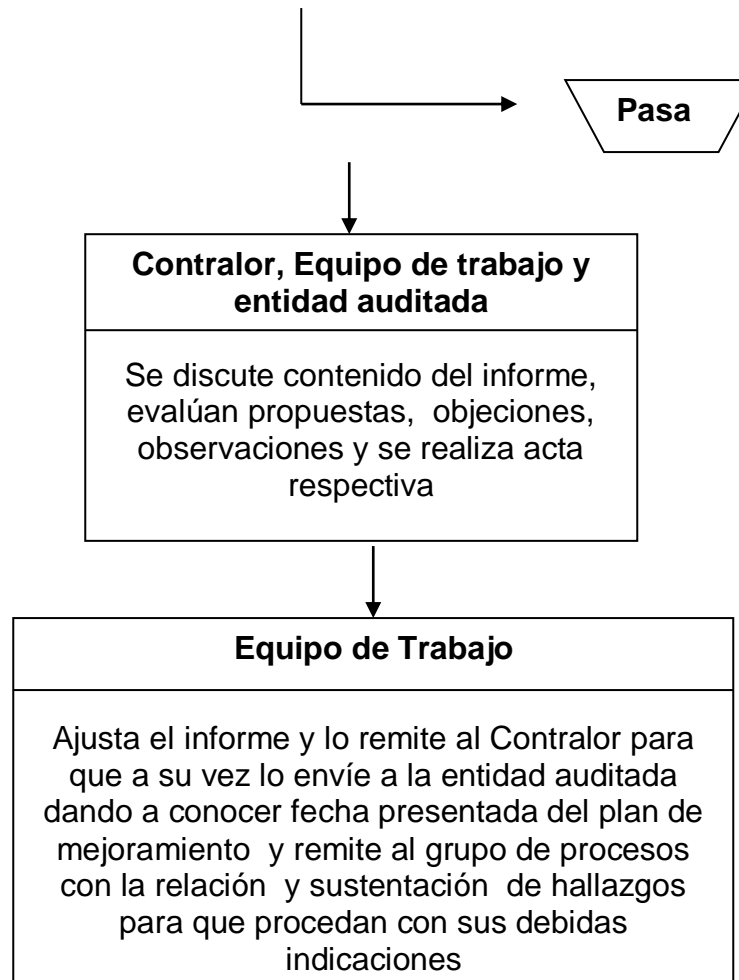 Pasa
Contralor, Equipo de trabajo y
entidad auditada
Se discute contenido del informe,
evalúan propuestas, objeciones,
observaciones y se realiza acta
respectiva
Equipo de Trabajo
Ajusta el informe y lo remite al Contralor para
que a su vez lo envíe a la entidad auditada
dando a conocer fecha presentada del plan de
mejoramiento y remite al grupo de procesos
con la relación y sustentación de hallazgos
para que procedan con sus debidas
indicaciones